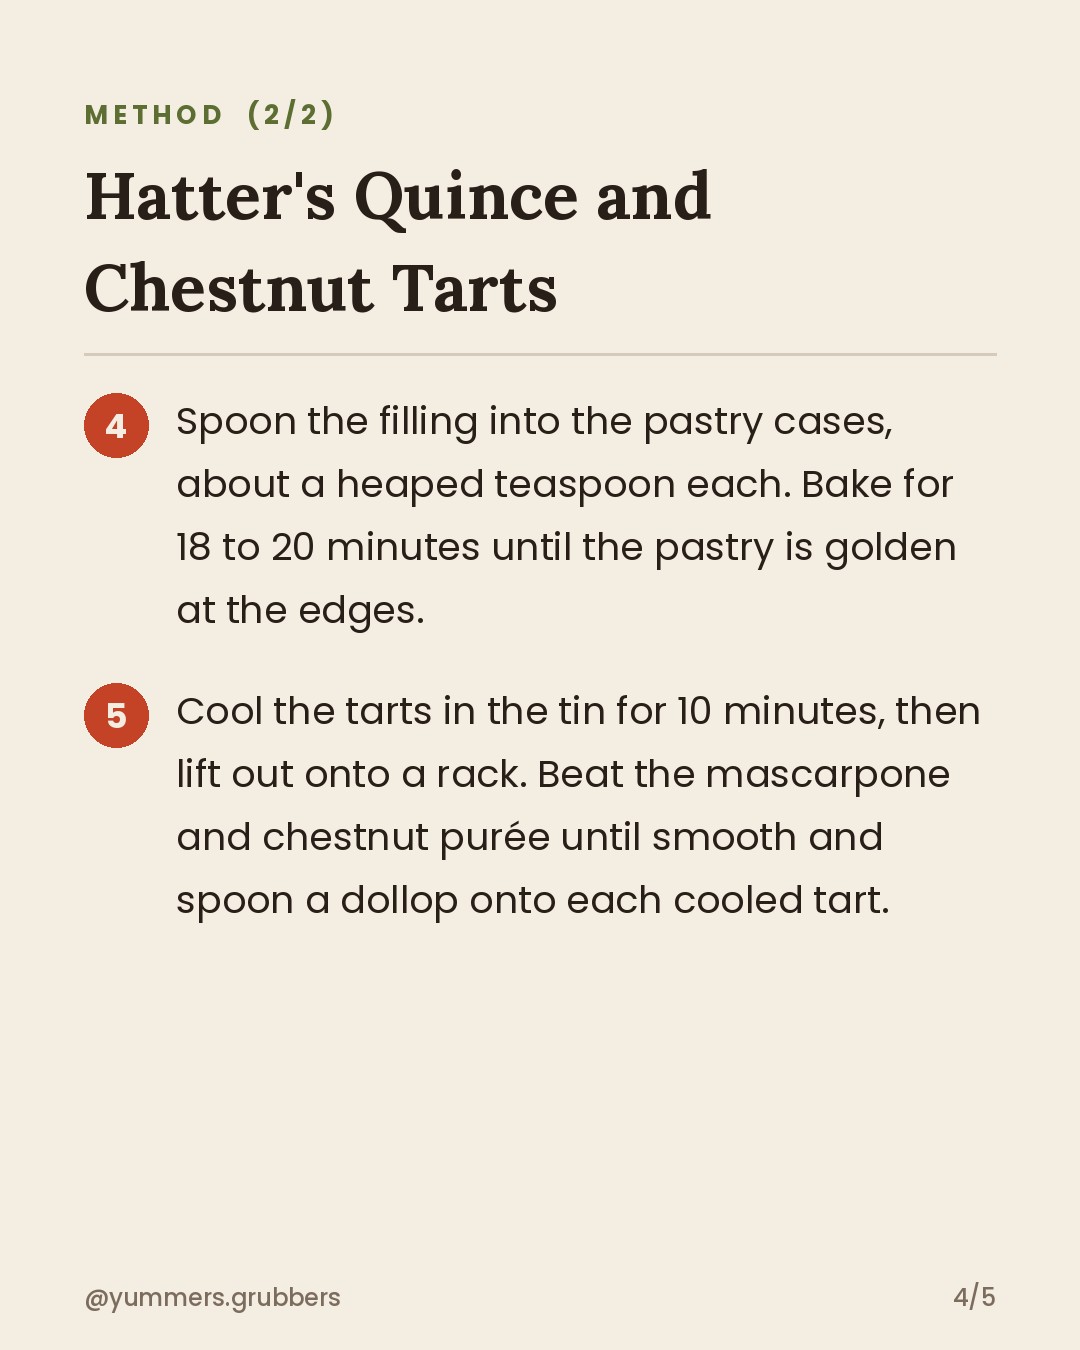 METHOD (2/2)
Hatter's Quince and
Chestnut Tarts
4 Spoon the filling into the pastry cases,
about a heaped teaspoon each. Bake for
18 to 20 minutes until the pastry is golden
at the edges.
5 Cool the tarts in the tin for 10 minutes, then
lift out onto a rack. Beat the mascarpone
and chestnut purée until smooth and
spoon a dollop onto each cooled tart.
@yummers.grubbers 4/5